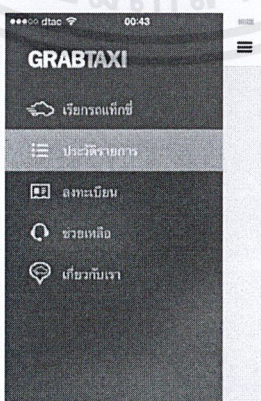 dtac 00:43
GRABTAXI
เรียกรถแท็กซี่
ประวัติรายการ
ลงทะเบียน
ช่วยเหลือ
เกี่ยวกับเรา